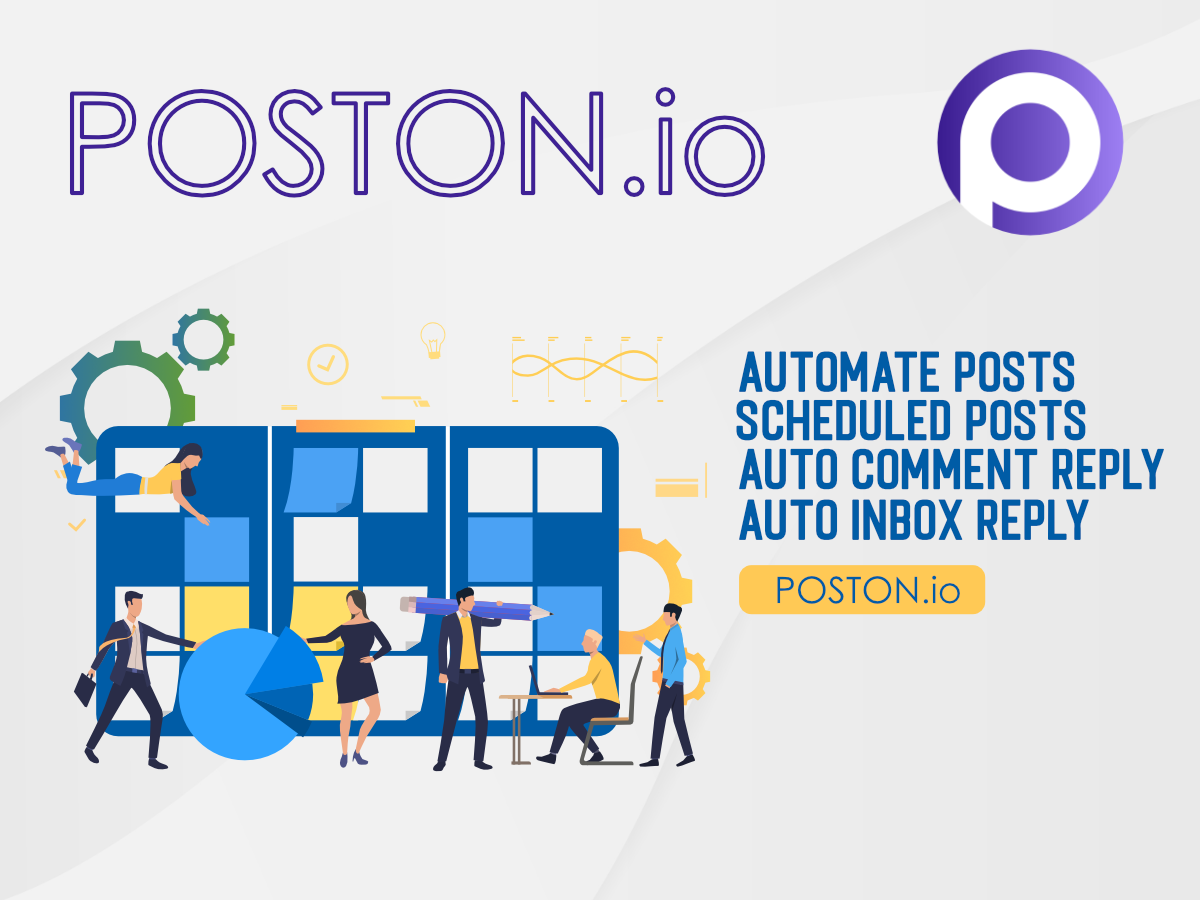 POSTON.io
AUTOMATE POSTS
SCHEDULED POSTS
AUTO COMMENT REPLY
AUTO INBOX REPLY
POSTON.io